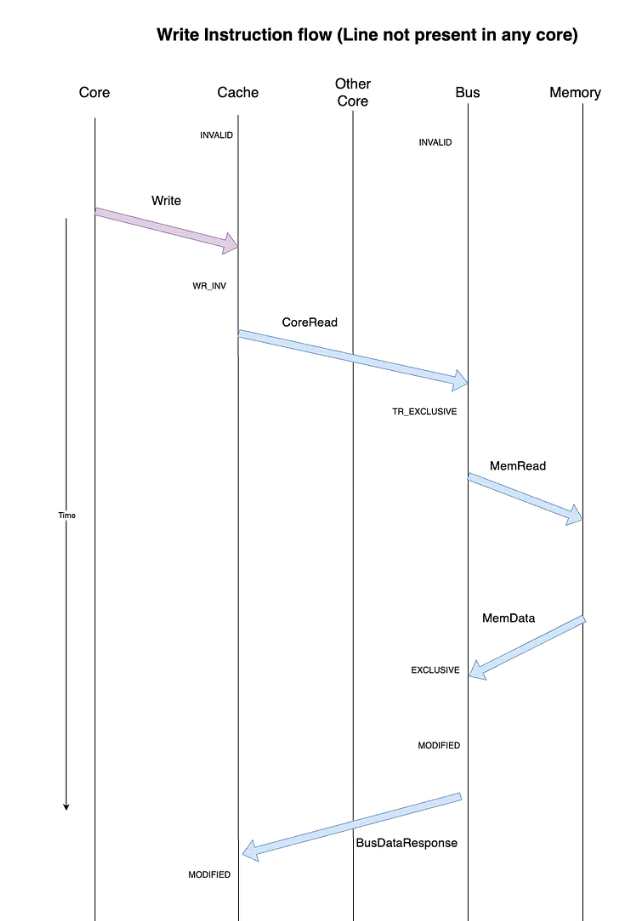 Write Instruction flow (Line not present in any core)
Core
Cache
Other
Core
Bus
Memory
INVALID
INVALID
Write
WR_INV
CoreRead
TR_EXCLUSIVE
MemRead
Time
MemData
EXCLUSIVE
MODIFIED
BusDataResponse
MODIFIED